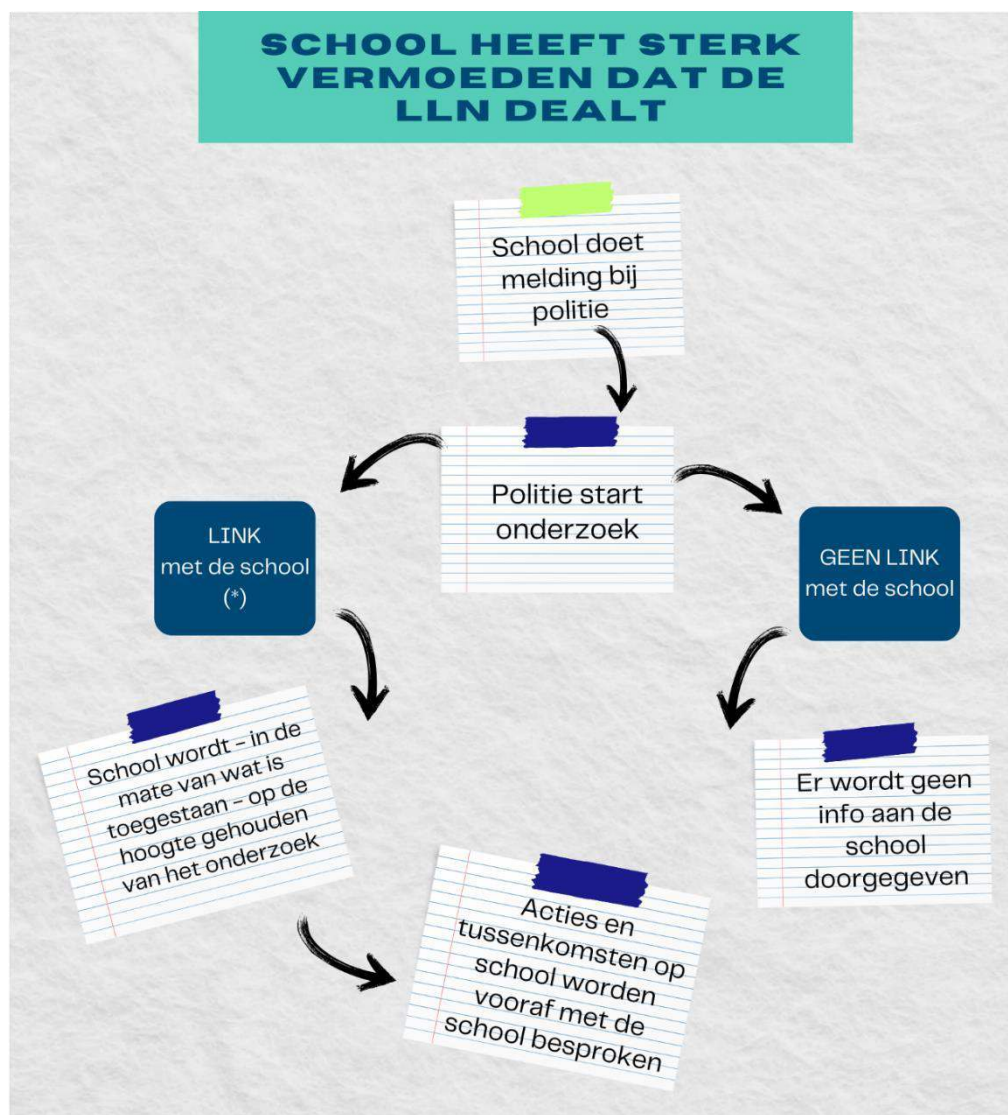 SCHOOL HEEFT STERK
VERMOEDEN DAT DE
LLN DEALT
School doet
melding bij
politie
Politie start
onderzoek
LINK
met de school
(*)
GEEN LINK
met de school
School wordt - in de
mate van wat is
toegestaan - op de
hoogte gehouden
van het onderzoek
Er wordt geen
info aan de
school
doorgegeven
Acties en
tussenkomsten op
school worden
vooraf met de
school besproken